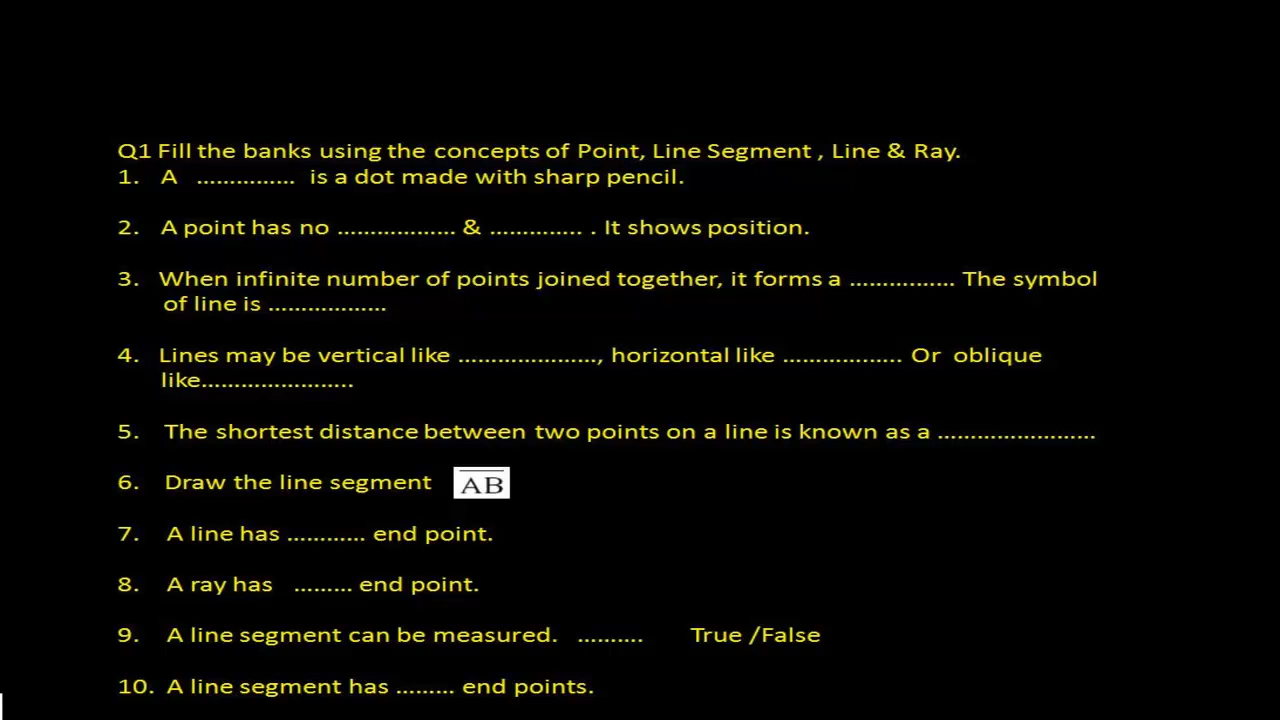 Q1 Fill the banks using the concepts of Point, Line Segment , Line & Ray.
1. A ............... is a dot made with sharp pencil.
2. A point has no .................. & .............. . It shows position.
3. When infinite number of points joined together, it forms a ................ The symbol
of line is ..................
4. Lines may be vertical like ....................., horizontal like .................. Or oblique
like.......................
5. The shortest distance between two points on a line is known as a ........................
6. Draw the line segment A̅B̅
7. A line has ............ end point.
8. A ray has ......... end point.
9. A line segment can be measured. .......... True /False
10. A line segment has ......... end points.